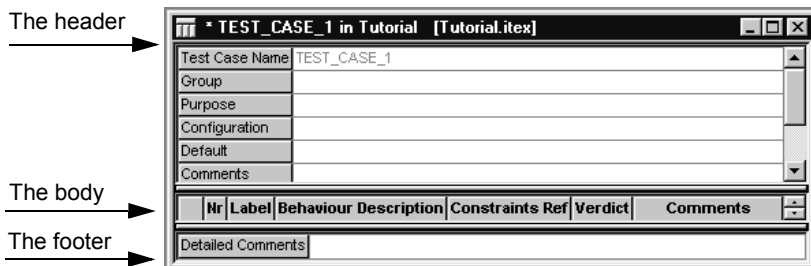 The header
* TEST_CASE_1 in Tutorial [Tutorial.itex]
Test Case Name TEST_CASE_1
Group
Purpose
Configuration
Default
Comments
The body
Nr Label Behaviour Description Constraints Ref Verdict Comments
The footer
Detailed Comments